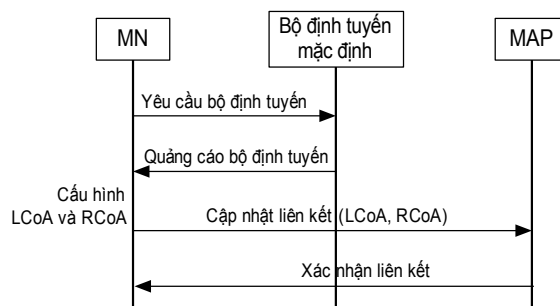 MN
Bộ định tuyến
mặc định
MAP
Yêu cầu bộ định tuyến
Quảng cáo bộ định tuyến
Cấu hình
LCoA và RCoA
Cập nhật liên kết (LCoA, RCoA)
Xác nhận liên kết